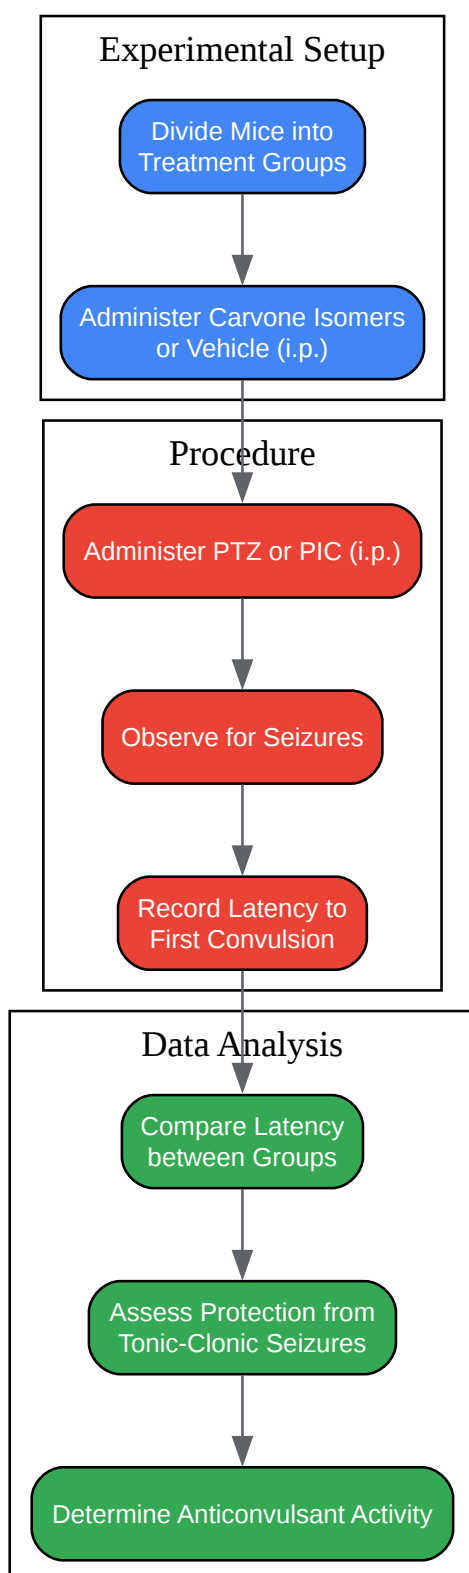 Experimental Setup
Divide Mice into
Treatment Groups
Administer Carvone Isomers
or Vehicle (i.p.)
Procedure
Administer PTZ or PIC (i.p.)
Observe for Seizures
Record Latency to
First Convulsion
Data Analysis
Compare Latency
between Groups
Assess Protection from
Tonic-Clonic Seizures
Determine Anticonvulsant Activity